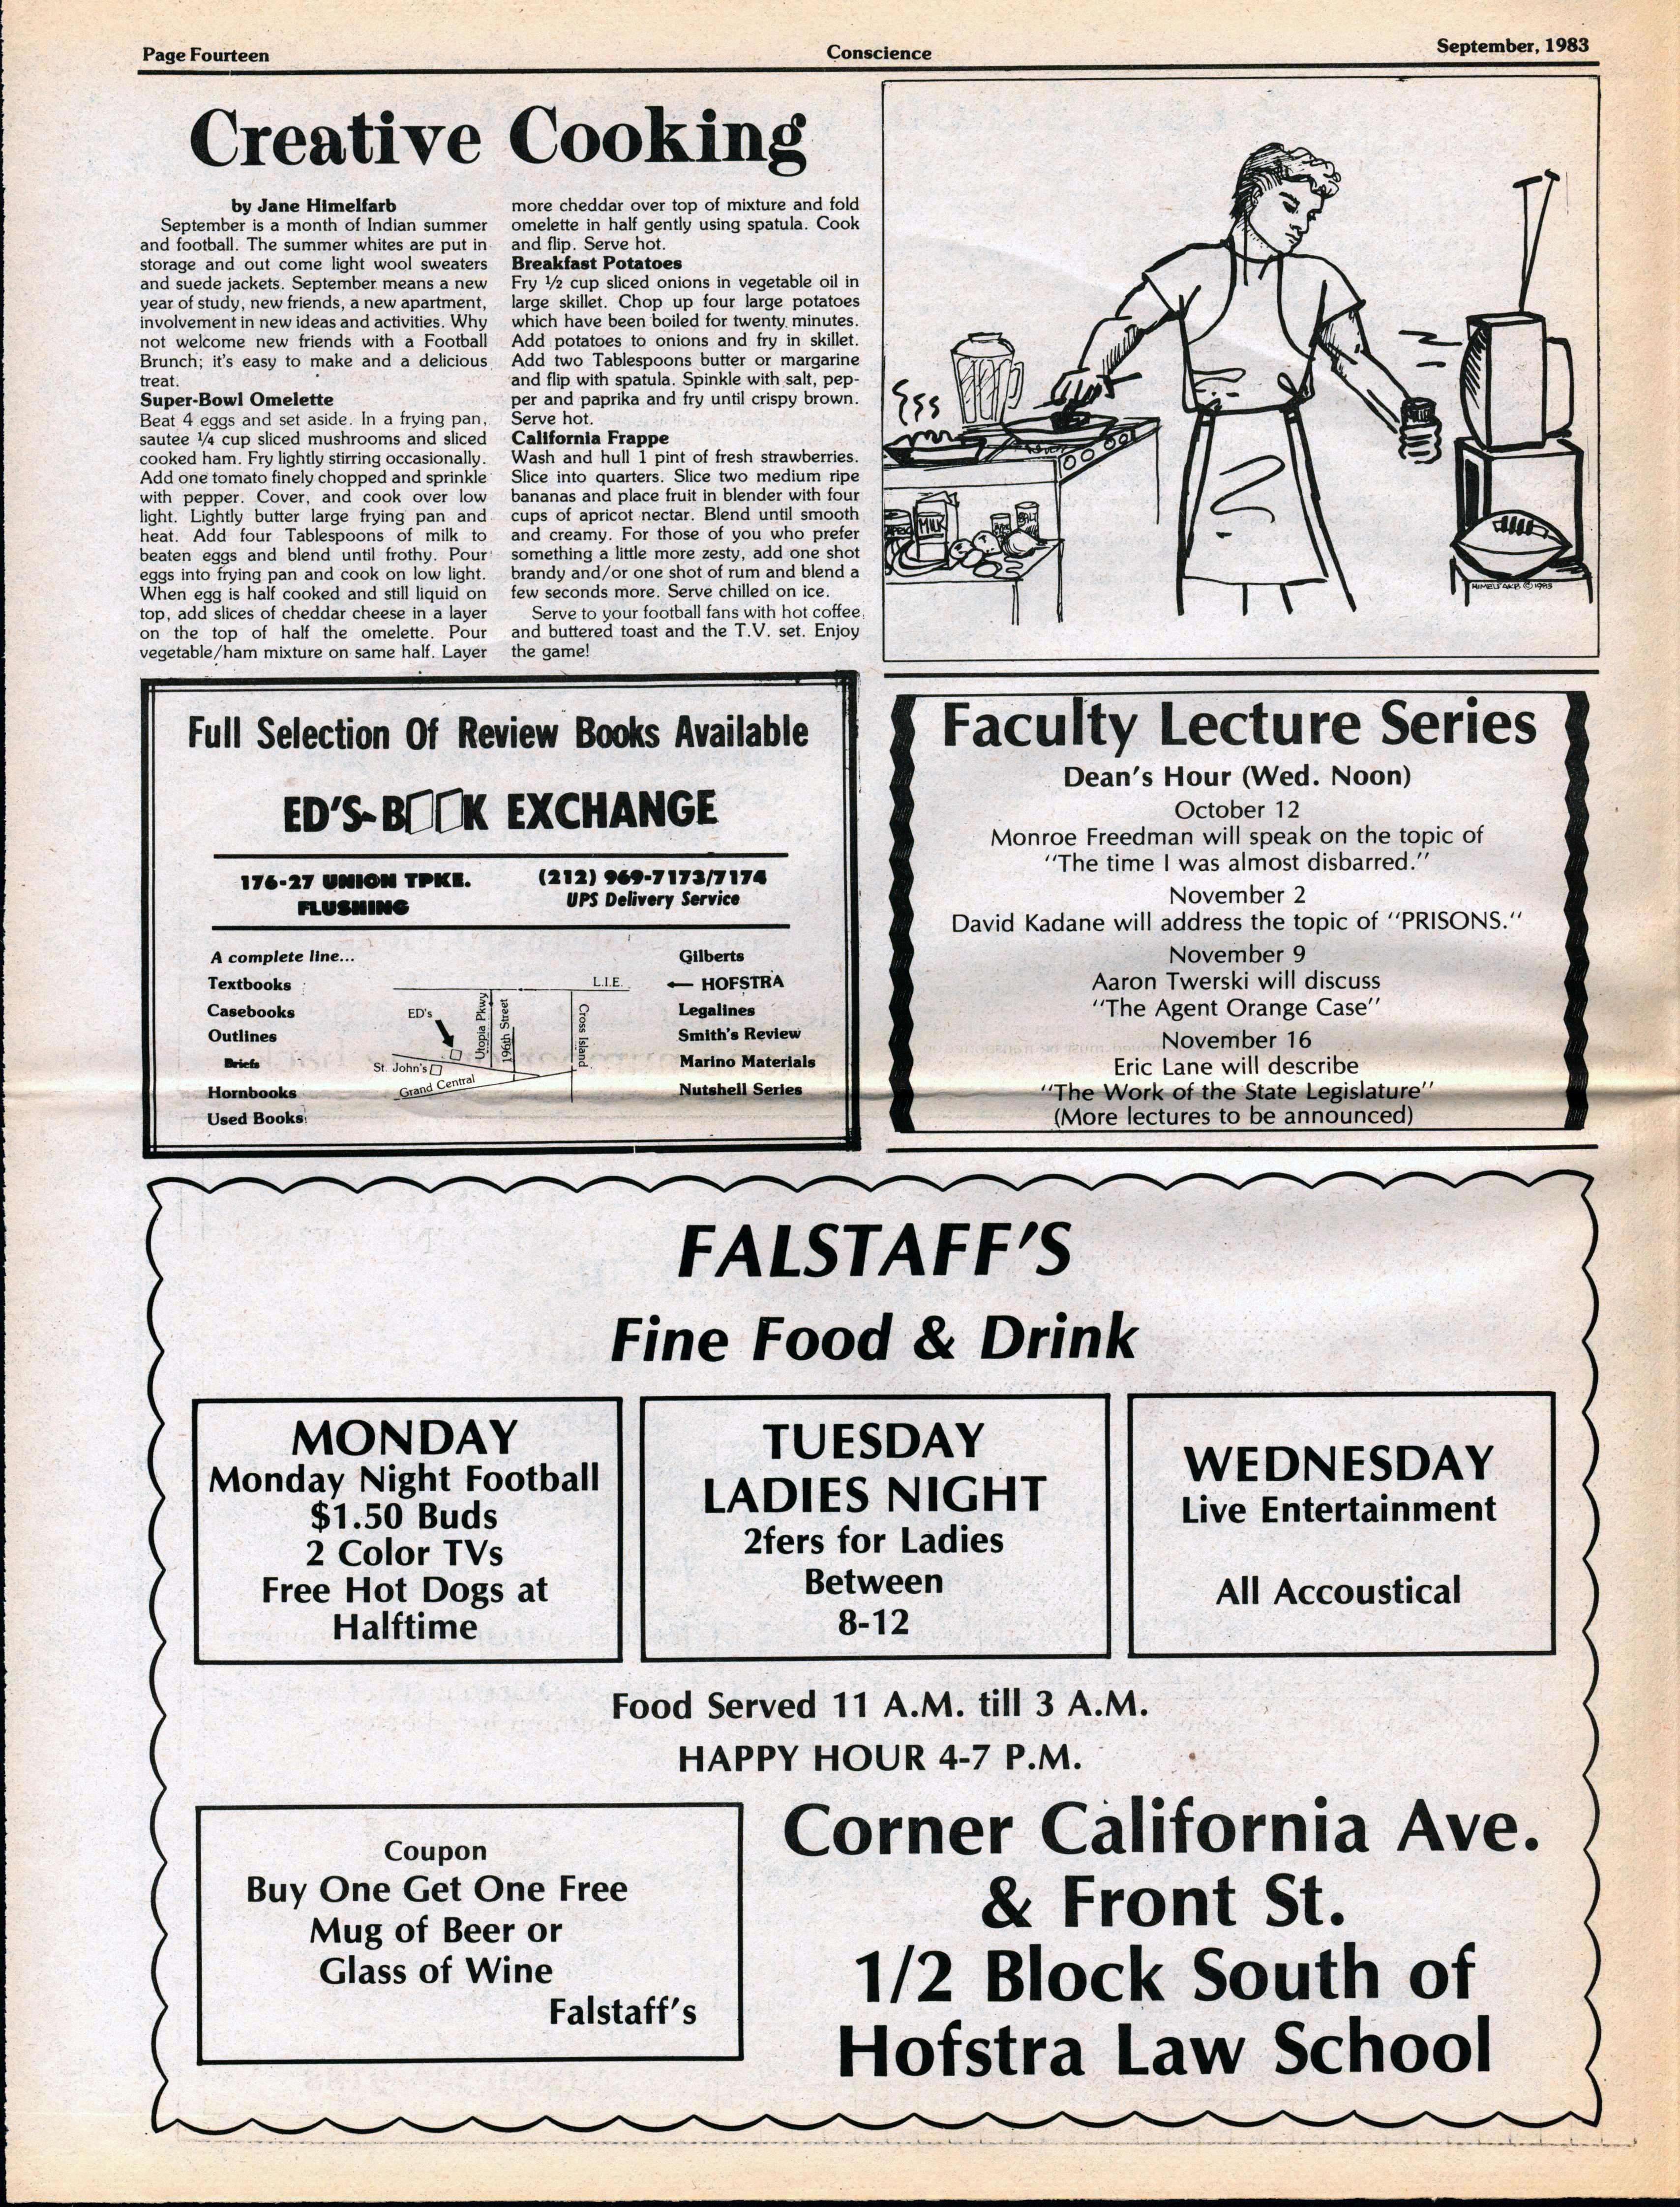 Page Fourteen
Conscience
September, 1983
Creative Cooking
by Jane Himelfarb
September is a month of Indian summer
and football. The summer whites are put in
storage and out come light wool sweaters
and suede jackets. September means a new
year of study, new friends, a new apartment,
involvement in new ideas and activities. Why
not welcome new friends with a Football
Brunch; it's easy to make and a delicious
treat.
Super-Bowl Omelette
Beat 4 eggs and set aside. In a frying pan,
sautee 1/4 cup sliced mushrooms and sliced
cooked ham. Fry lightly stirring occasionally.
Add one tomato finely chopped and sprinkle
with pepper. Cover, and cook over low
light. Lightly butter large frying pan and
heat. Add four Tablespoons of milk to
beaten eggs and blend until frothy. Pour
eggs into frying pan and cook on low light.
When egg is half cooked and still liquid on
top, add slices of cheddar cheese in a layer
on the top of half the omelette. Pour
vegetable/ham mixture on same half. Layer
more cheddar over top of mixture and fold
omelette in half gently using spatula. Cook
and flip. Serve hot.
Breakfast Potatoes
Fry 1/2 cup sliced onions in vegetable oil in
large skillet. Chop up four large potatoes
which have been boiled for twenty minutes.
Add potatoes to onions and fry in skillet.
Add two Tablespoons butter or margarine
and flip with spatula. Spinkle with salt, pep-
per and paprika and fry until crispy brown.
Serve hot.
California Frappe
Wash and hull 1 pint of fresh strawberries.
Slice into quarters. Slice two medium ripe
bananas and place fruit in blender with four
cups of apricot nectar. Blend until smooth
and creamy. For those of you who prefer
something a little more zesty, add one shot
brandy and/or one shot of rum and blend a
few seconds more. Serve chilled on ice.
Serve to your football fans with hot coffee,
and buttered toast and the T.V. set. Enjoy
the game!
MILK
SALT
HIMELFARB © 1983
Full Selection Of Review Books Available
ED'S BOOK EXCHANGE
176-27 UNION TPKE.
FLUSHING
(212) 969-7173/7174
UPS Delivery Service
A complete line...
Textbooks
Casebooks
Outlines
Briefs
Hornbooks
Used Books
L.I.E.
ED's
Utopia Pkwy
196th Street
Cross Island
St. John's
Grand Central
Gilberts
← HOFSTRA
Legalines
Smith's Review
Marino Materials
Nutshell Series
Faculty Lecture Series
Dean's Hour (Wed. Noon)
October 12
Monroe Freedman will speak on the topic of
"The time I was almost disbarred."
November 2
David Kadane will address the topic of "PRISONS."
November 9
Aaron Twerski will discuss
"The Agent Orange Case"
November 16
Eric Lane will describe
"The Work of the State Legislature"
(More lectures to be announced)
FALSTAFF'S
Fine Food & Drink
MONDAY
Monday Night Football
$1.50 Buds
2 Color TVs
Free Hot Dogs at
Halftime
TUESDAY
LADIES NIGHT
2fers for Ladies
Between
8-12
WEDNESDAY
Live Entertainment
All Accoustical
Food Served 11 A.M. till 3 A.M.
HAPPY HOUR 4-7 P.M.
Coupon
Buy One Get One Free
Mug of Beer or
Glass of Wine
Falstaff's
Corner California Ave.
& Front St.
1/2 Block South of
Hofstra Law School